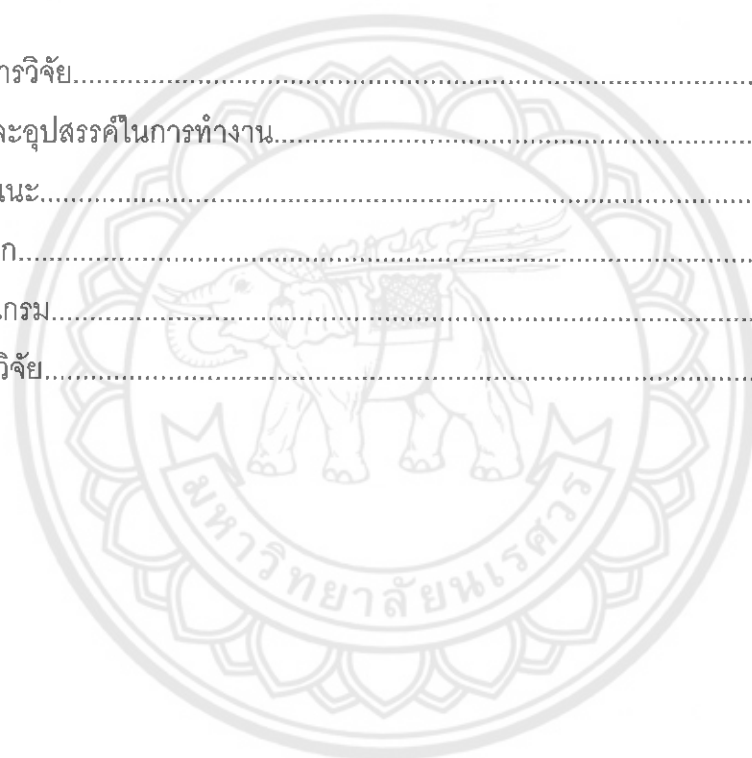 ารวิจัย..........................................................................................
ละอุปสรรค์ในการทำงาน..........................................................
นนะ................................................................................................
ก....................................................................................................
นกรม..............................................................................................
วิจัย................................................................................................
มหาวิทยาลัยนเรศวร